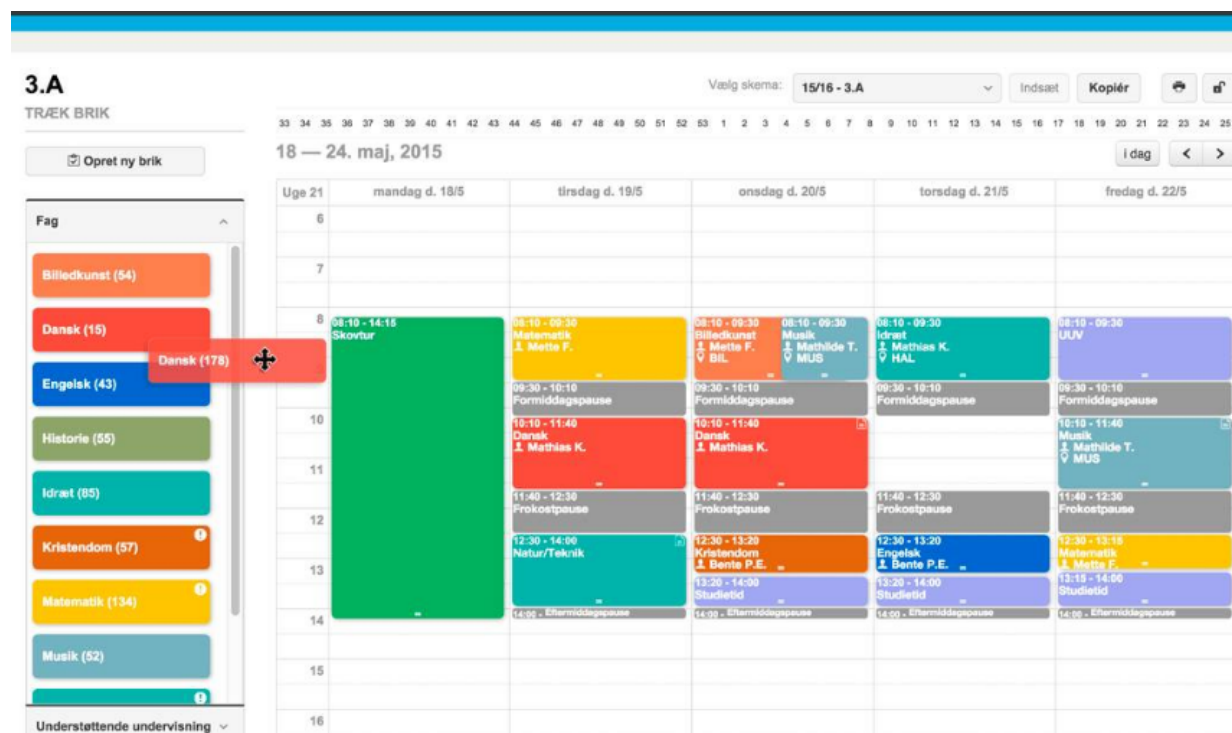 3.A
TRÆK BRIK
Vælg skema:
15/16 - 3.A
Indsæt
Kopiér
33 34 35 36 37 38 39 40 41 42 43 44 45 46 47 48 49 50 51 52 53 1 2 3 4 5 6 7 8 9 10 11 12 13 14 15 16 17 18 19 20 21 22 23 24 25
Opret ny brik
18 — 24. maj, 2015
i dag
Uge 21
mandag d. 18/5
tirsdag d. 19/5
onsdag d. 20/5
torsdag d. 21/5
fredag d. 22/5
Fag
Billedkunst (54)
Dansk (15)
Dansk (178)
Engelsk (43)
Historie (55)
Idræt (85)
Kristendom (57)
Matematik (134)
Musik (52)
Understøttende undervisning
6
7
8
10
11
12
13
14
15
16
08:10 - 14:15
Skovtur
08:10 - 09:30
Matematik
Mette F.
09:30 - 10:10
Formiddagspause
10:10 - 11:40
Dansk
Mathias K.
11:40 - 12:30
Frokostpause
12:30 - 14:00
Natur/Teknik
14:00 - Eftermiddagspause
08:10 - 09:30
Billedkunst
Mette F.
BIL
08:10 - 09:30
Musik
Mathilde T.
MUS
09:30 - 10:10
Formiddagspause
10:10 - 11:40
Dansk
Mathias K.
11:40 - 12:30
Frokostpause
12:30 - 13:20
Kristendom
Bente P.E.
13:20 - 14:00
Studietid
14:00 - Eftermiddagspause
08:10 - 09:30
Idræt
Mathias K.
HAL
09:30 - 10:10
Formiddagspause
11:40 - 12:30
Frokostpause
12:30 - 13:20
Engelsk
Bente P.E.
13:20 - 14:00
Studietid
14:00 - Eftermiddagspause
08:10 - 09:30
UUV
09:30 - 10:10
Formiddagspause
10:10 - 11:40
Musik
Mathilde T.
MUS
11:40 - 12:30
Frokostpause
12:30 - 13:15
Matematik
Mette F.
13:15 - 14:00
Studietid
14:00 - Eftermiddagspause